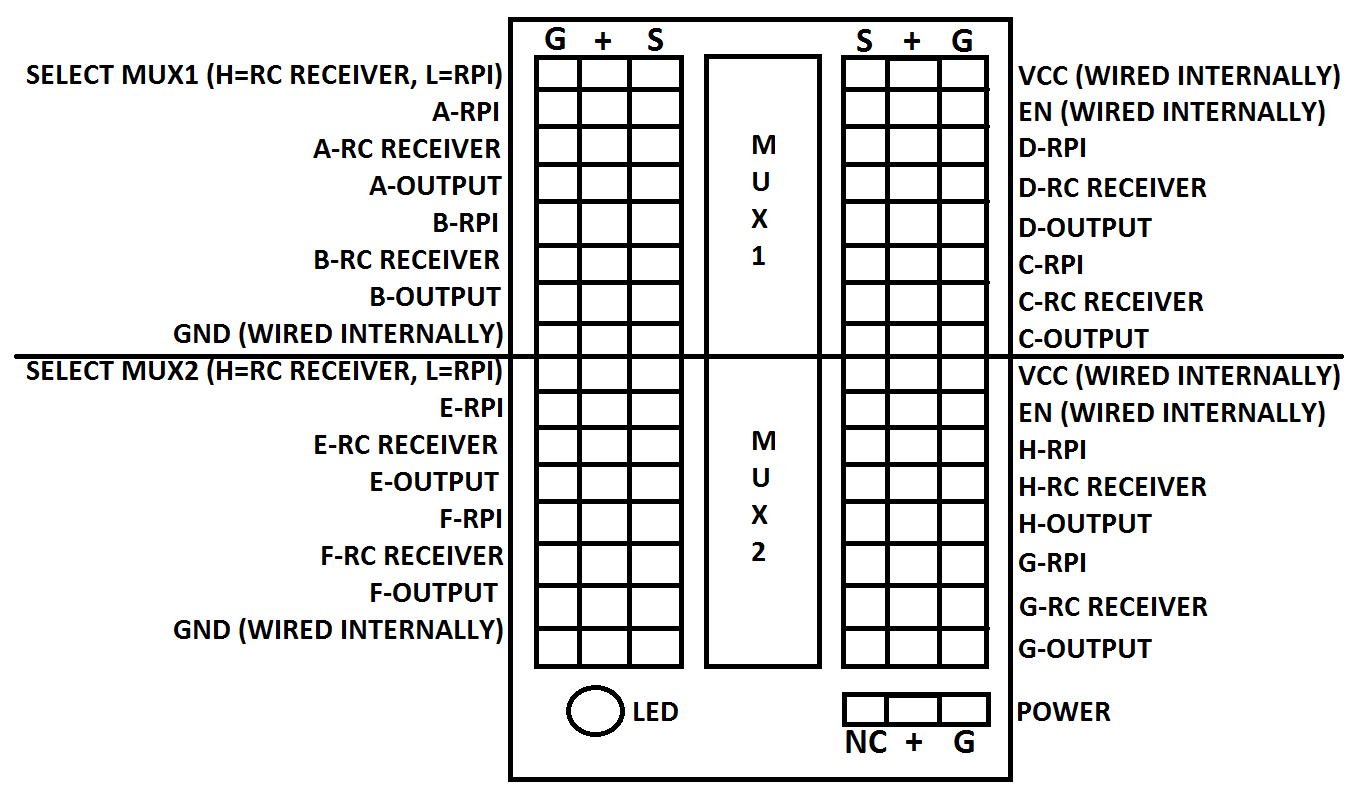 G + S
S + G
SELECT MUX1 (H=RC RECEIVER, L=RPI)
A-RPI
A-RC RECEIVER
A-OUTPUT
B-RPI
B-RC RECEIVER
B-OUTPUT
GND (WIRED INTERNALLY)
SELECT MUX2 (H=RC RECEIVER, L=RPI)
E-RPI
E-RC RECEIVER
E-OUTPUT
F-RPI
F-RC RECEIVER
F-OUTPUT
GND (WIRED INTERNALLY)
M
U
X
1
M
U
X
2
VCC (WIRED INTERNALLY)
EN (WIRED INTERNALLY)
D-RPI
D-RC RECEIVER
D-OUTPUT
C-RPI
C-RC RECEIVER
C-OUTPUT
VCC (WIRED INTERNALLY)
EN (WIRED INTERNALLY)
H-RPI
H-RC RECEIVER
H-OUTPUT
G-RPI
G-RC RECEIVER
G-OUTPUT
LED
POWER
NC + G